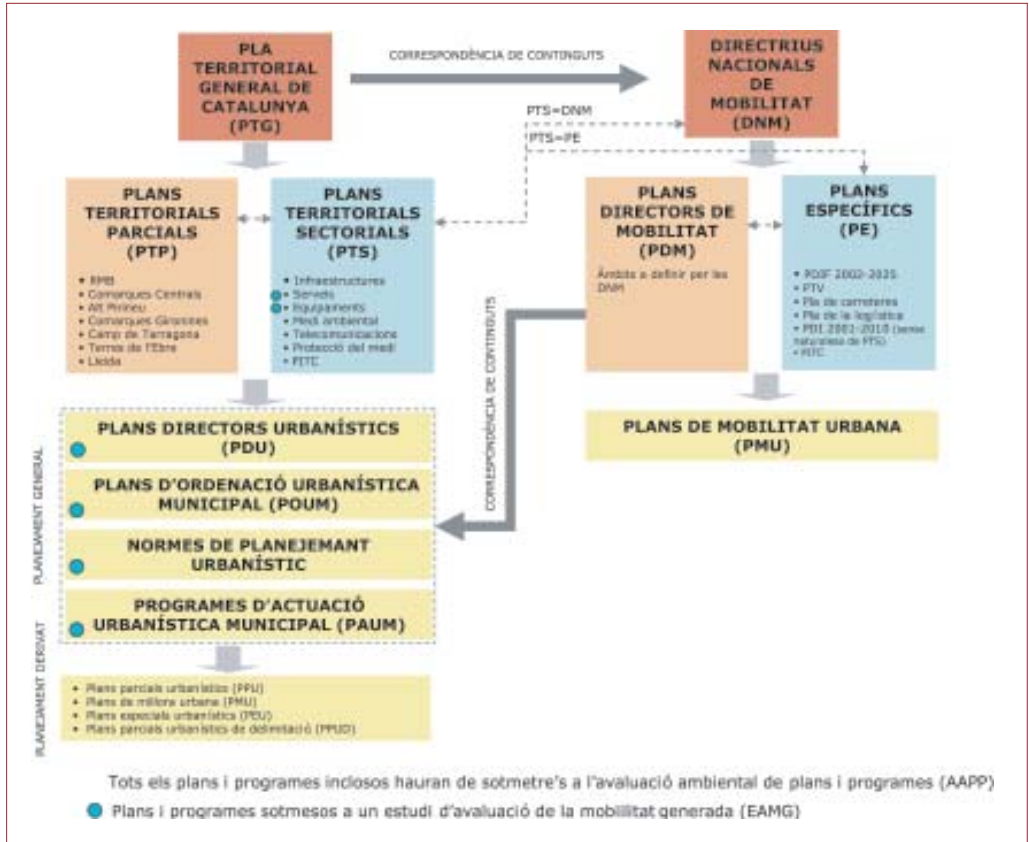 PLA
TERRITORIAL
GENERAL DE
CATALUNYA
(PTG)
CORRESPONDÈNCIA DE CONTINGUTS
DIRECTRIUS
NACIONALS
DE
MOBILITAT
(DNM)
PTS=DNM
PTS=PE
PLANS
TERRITORIALS
PARCIALS
(PTP)
• RMB
• Comarques Centrals
• Alt Pirineu
• Comarques Gironines
• Camp de Tarragona
• Terres de l'Ebre
• Lleida
PLANS
TERRITORIALS
SECTORIALS
(PTS)
• Infraestructures
• Serveis
• Equipaments
• Medi ambiental
• Telecomunicacions
• Protecció del medi
• PITC
PLANS
DIRECTORS DE
MOBILITAT
(PDM)
Àmbits a definir per les
DNM
PLANS
ESPECÍFICS
(PE)
• PDIF 2002-2025
• PTV
• Pla de carreteres
• Pla de la logística
• PDI 2001-2010 (sense
naturalesa de PTS)
• PITC
CORRESPONDÈNCIA DE CONTINGUTS
PLANEJAMENT GENERAL
PLANS DIRECTORS URBANÍSTICS
(PDU)
PLANS D'ORDENACIÓ URBANÍSTICA
MUNICIPAL (POUM)
NORMES DE PLANEJEMANT
URBANÍSTIC
PROGRAMES D'ACTUACIÓ
URBANÍSTICA MUNICIPAL (PAUM)
PLANS DE MOBILITAT URBANA
(PMU)
PLANEJAMENT DERIVAT
• Plans parcials urbanístics (PPU)
• Plans de millora urbana (PMU)
• Plans especials urbanístics (PEU)
• Plans parcials urbanístics de delimitació (PPUD)
Tots els plans i programes inclosos hauran de sotmetre's a l'avaluació ambiental de plans i programes (AAPP)
Plans i programes sotmesos a un estudi d'avaluació de la mobilitat generada (EAMG)